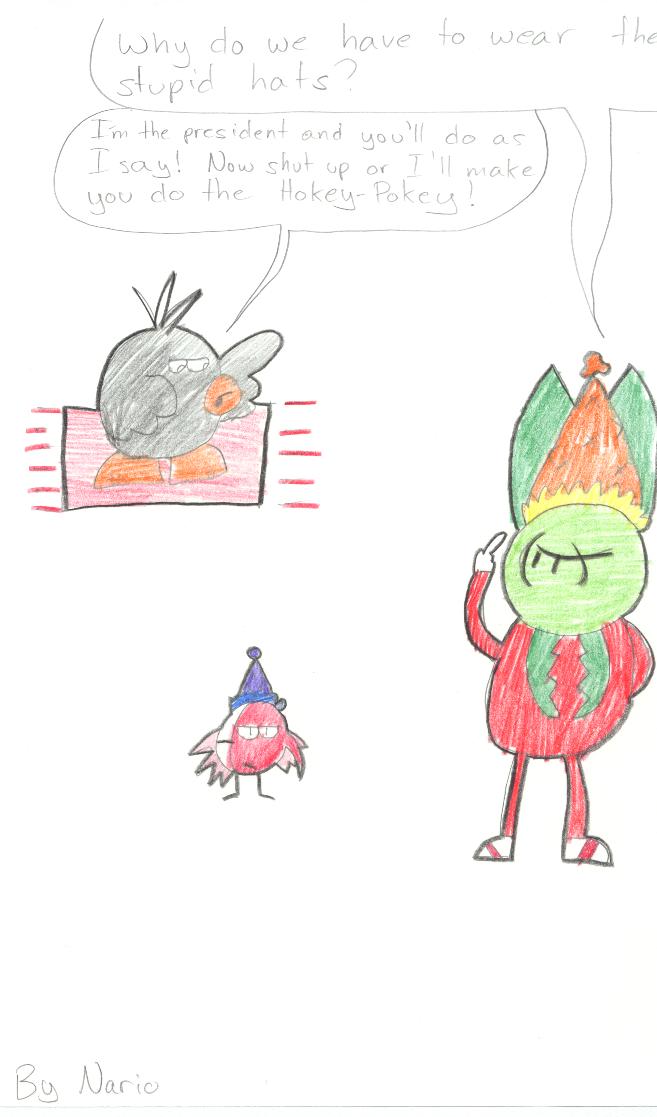 Why do we have to wear the
stupid hats?
I'm the president and you'll do as
I say! Now shut up or I'll make
you do the Hokey-Pokey!
By Nario